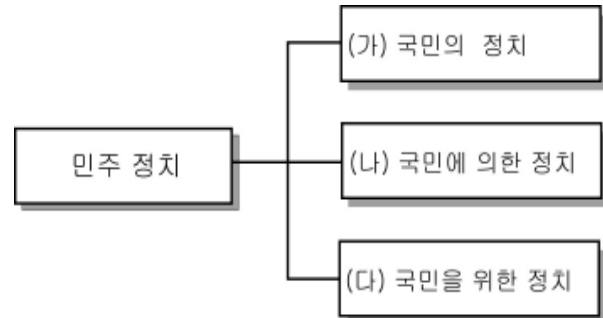 (가) 국민의 정치
민주 정치
(나) 국민에 의한 정치
(다) 국민을 위한 정치